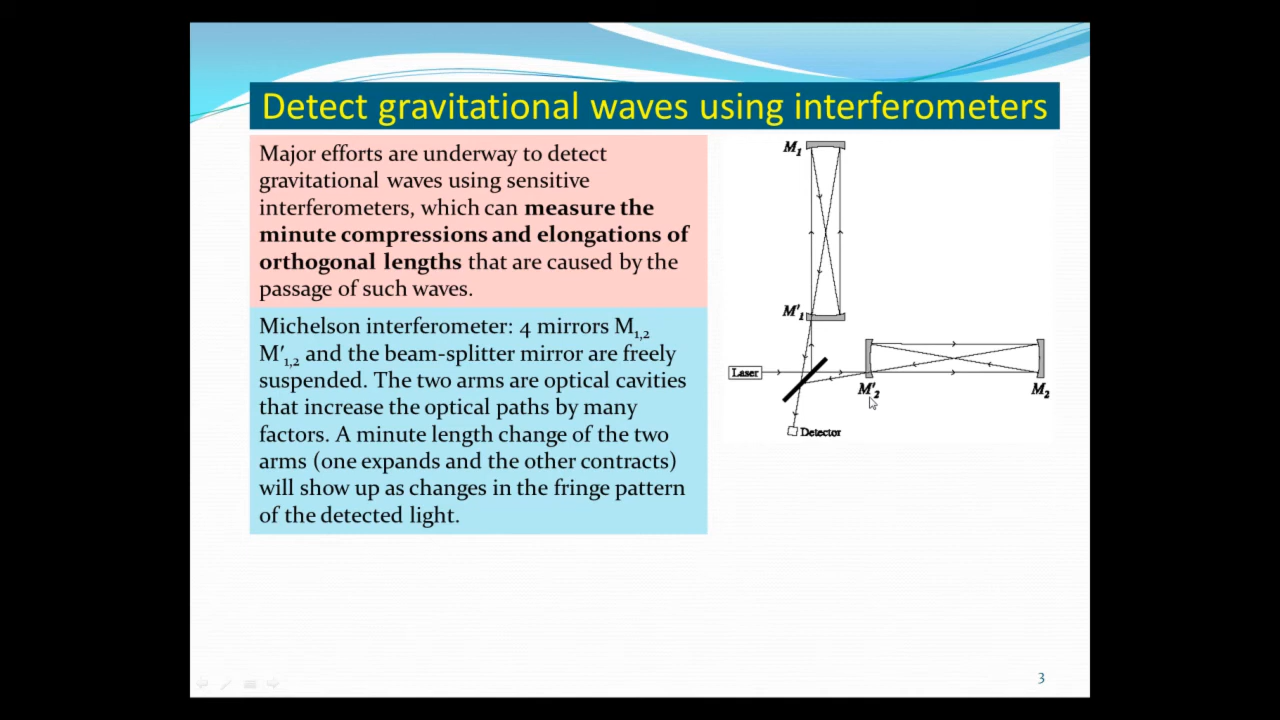 Detect gravitational waves using interferometers
Major efforts are underway to detect
gravitational waves using sensitive
interferometers, which can measure the
minute compressions and elongations of
orthogonal lengths that are caused by the
passage of such waves.
Michelson interferometer: 4 mirrors M1,2
M′1,2 and the beam-splitter mirror are freely
suspended. The two arms are optical cavities
that increase the optical paths by many
factors. A minute length change of the two
arms (one expands and the other contracts)
will show up as changes in the fringe pattern
of the detected light.
M1
M'1
Laser
M'2
M2
Detector
3